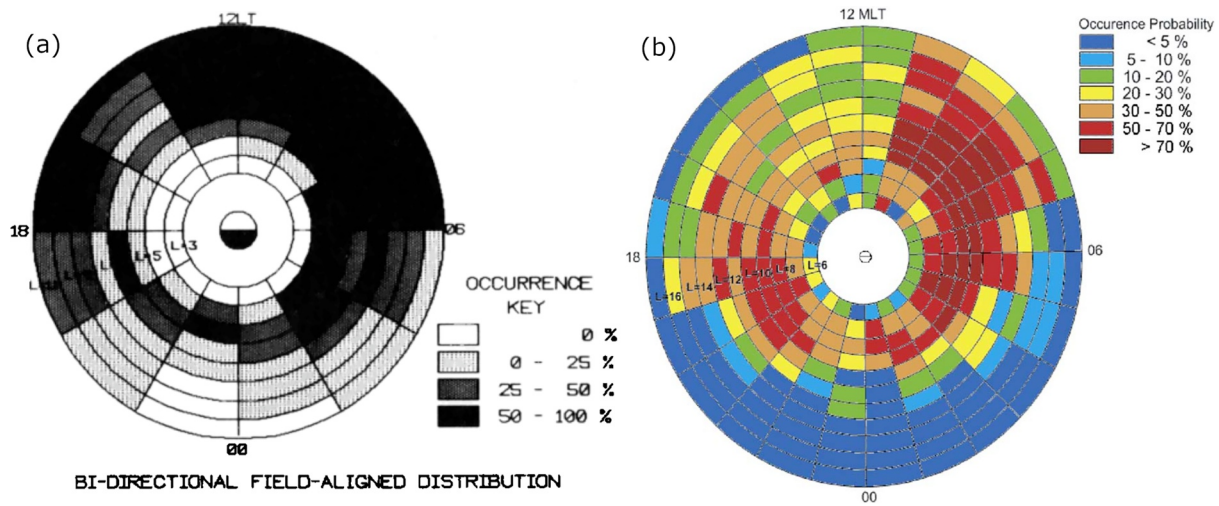 (a)
12LT
18
06
L=3
L=5
OCCURRENCE
KEY
0 %
0 - 25 %
25 - 50 %
50 - 100 %
00
BI-DIRECTIONAL FIELD-ALIGNED DISTRIBUTION
(b)
12 MLT
Occurence Probability
< 5 %
5 - 10 %
10 - 20 %
20 - 30 %
30 - 50 %
50 - 70 %
> 70 %
18
06
L=16
L=14
L=12
L=10
L=8
L=6
00